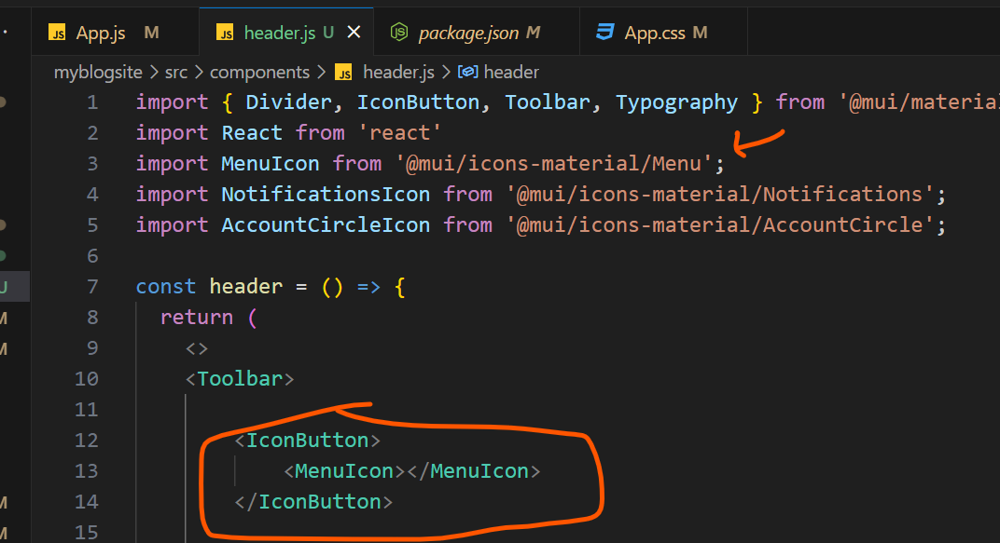 JS App.js M JS header.js U × JS package.json M App.css M
myblogsite > src > components > JS header.js > header
1 import { Divider, IconButton, Toolbar, Typography } from '@mui/material
2 import React from 'react'
3 import MenuIcon from '@mui/icons-material/Menu';
4 import NotificationsIcon from '@mui/icons-material/Notifications';
5 import AccountCircleIcon from '@mui/icons-material/AccountCircle';
6
7 const header = () => {
8 return (
9 <>
10 <Toolbar>
11
12 <IconButton>
13 <MenuIcon></MenuIcon>
14 </IconButton>
15